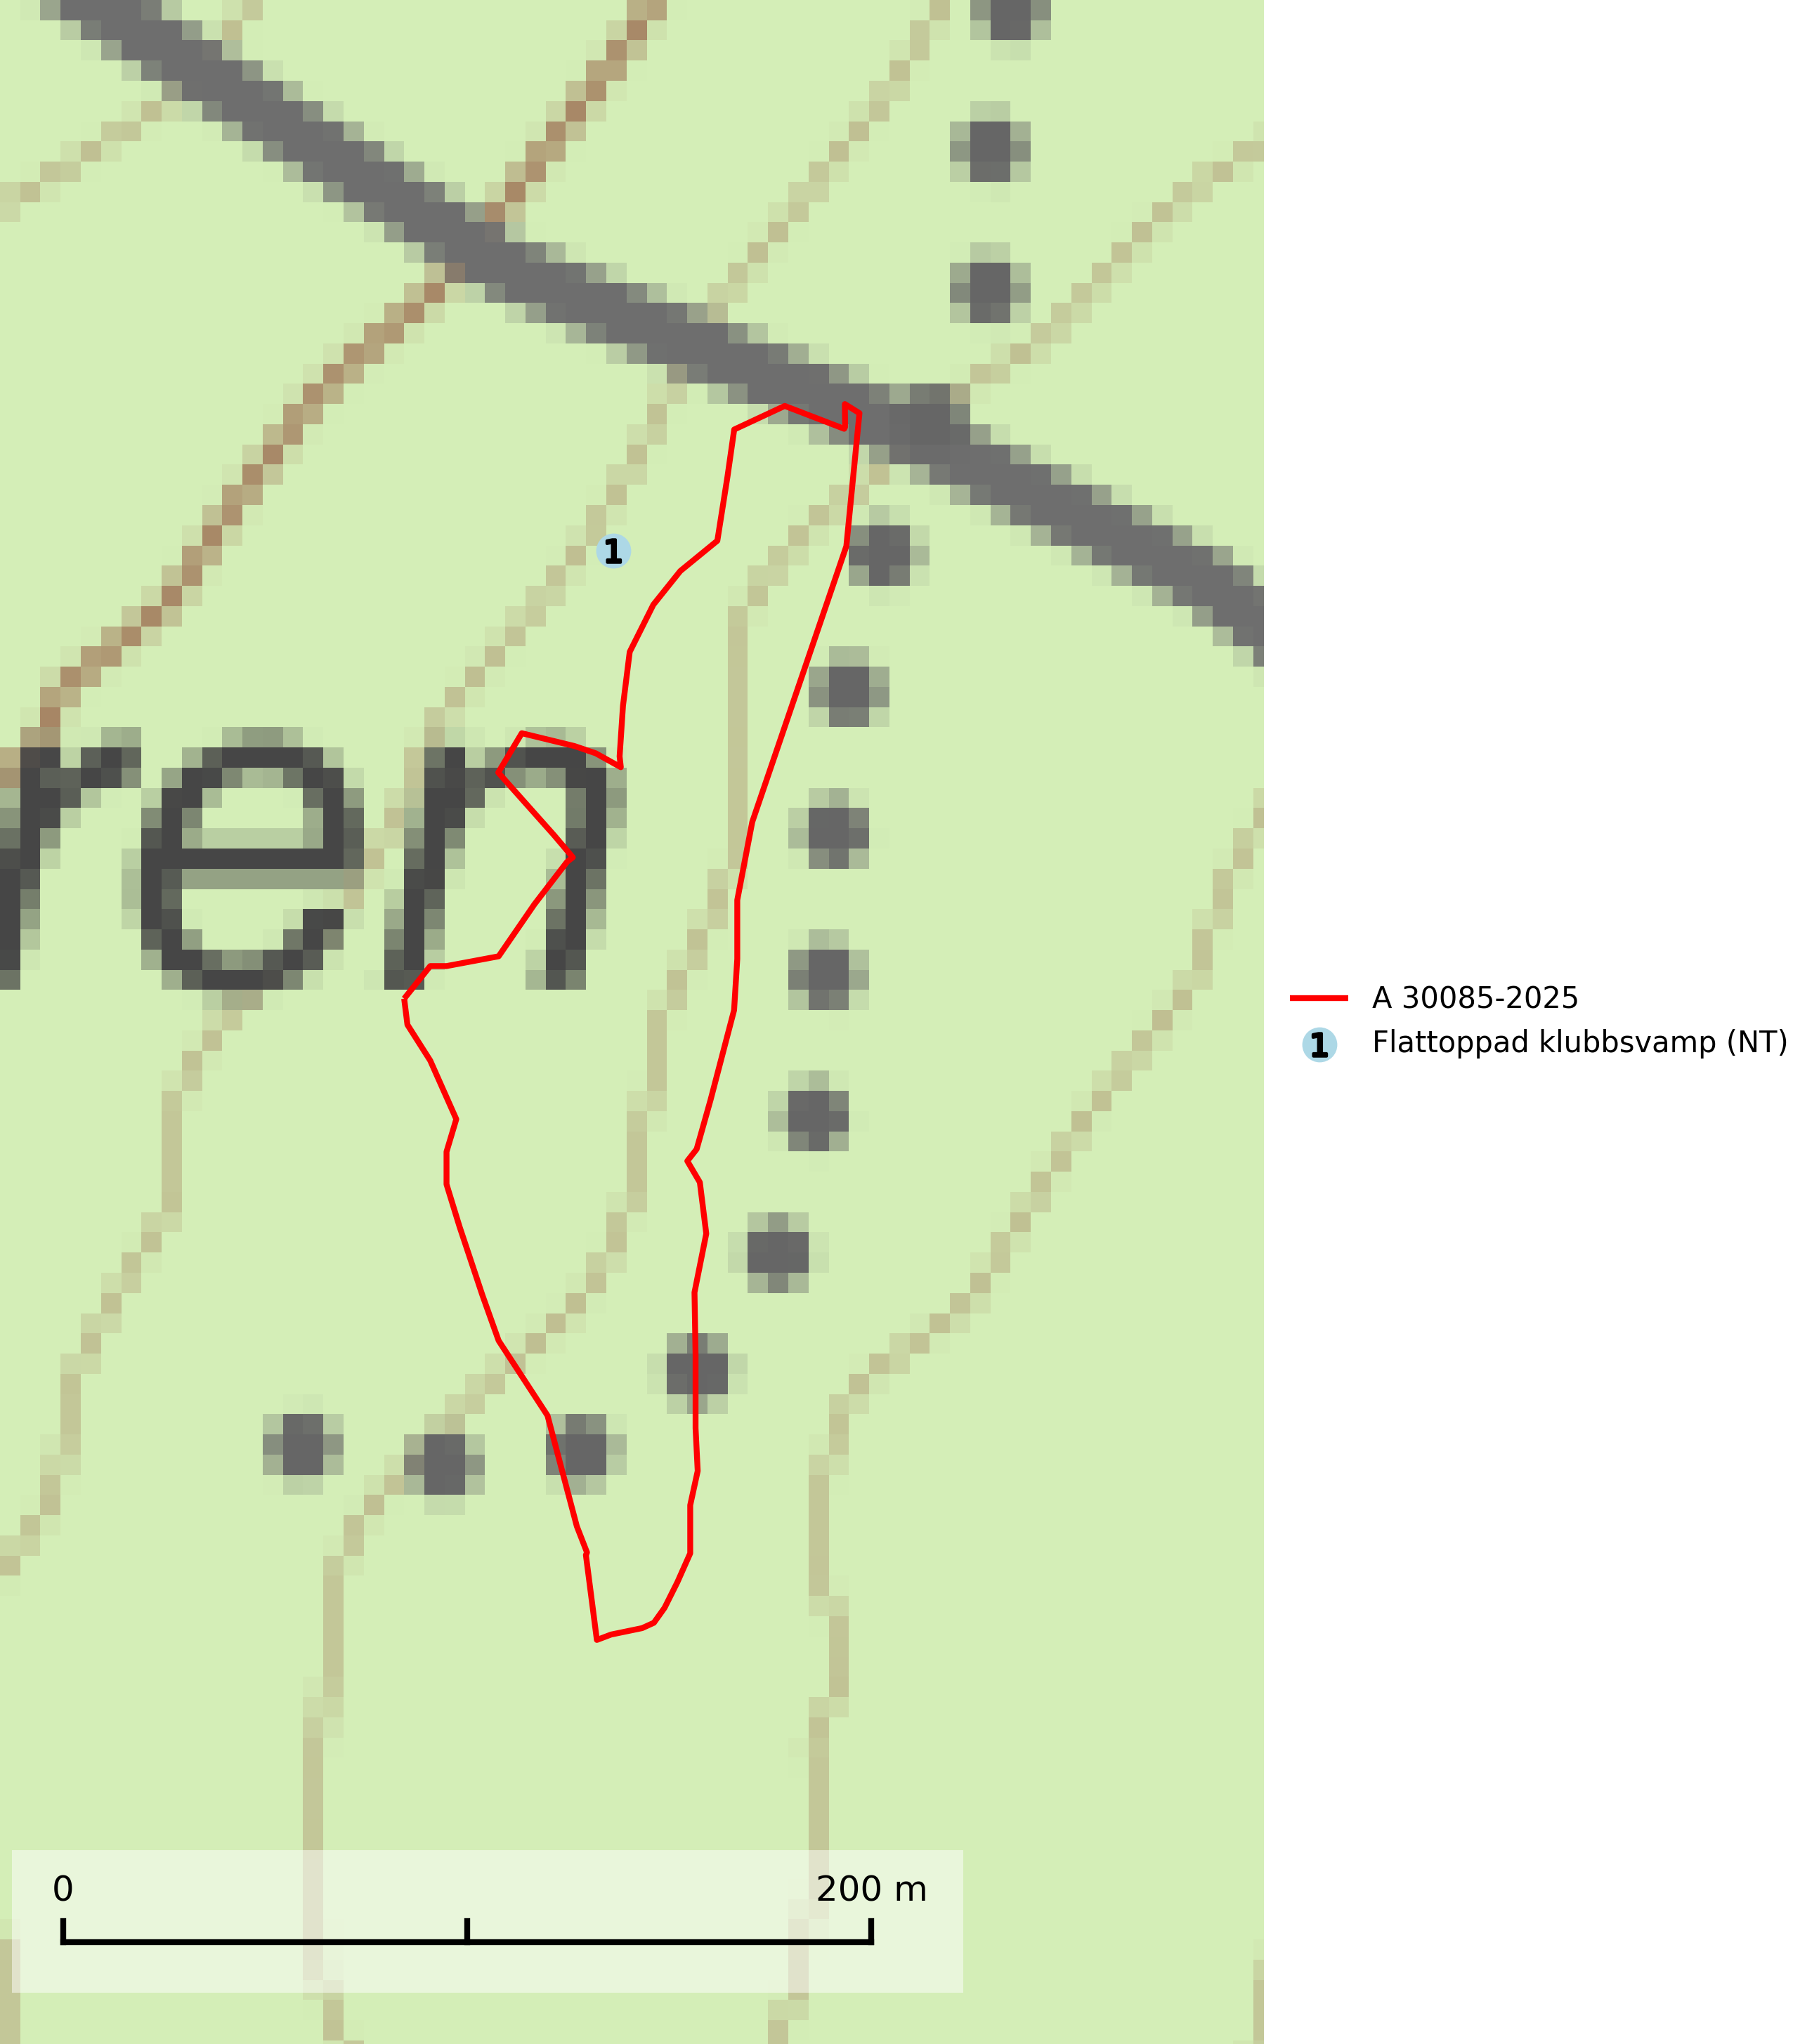 1
ren
0 200 m
A 30085-2025
1 Flattoppad klubbsvamp (NT)